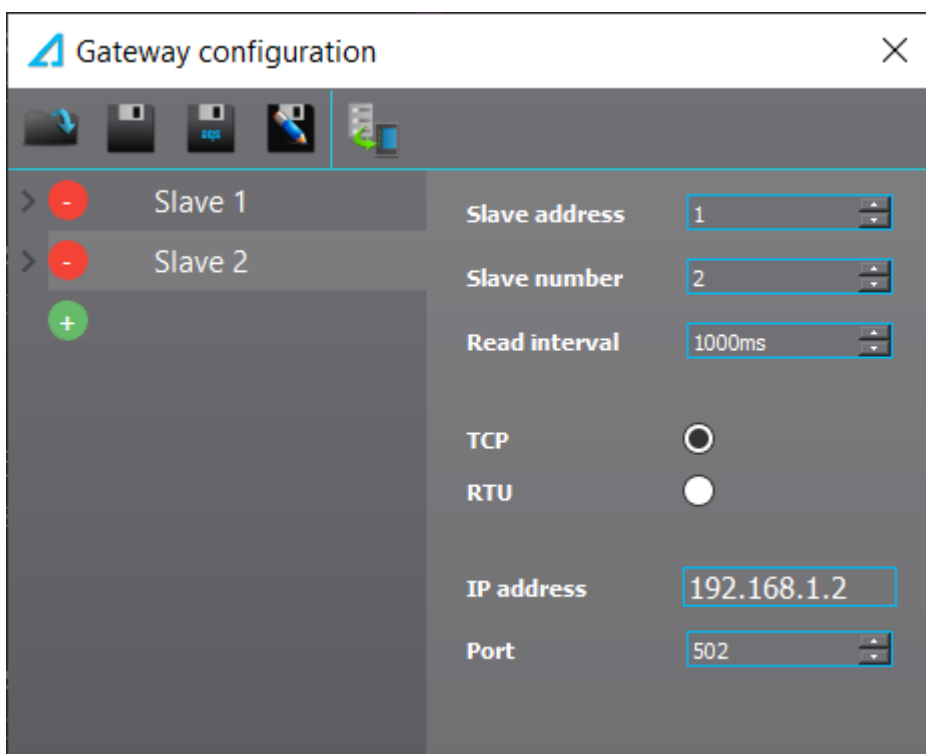 Gateway configuration
aqs
- Slave 1
- Slave 2
+
Slave address 1
Slave number 2
Read interval 1000ms
TCP
RTU
IP address 192.168.1.2
Port 502